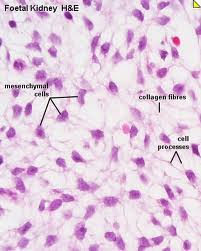 Foetal Kidney H&E
mesenchymal
cells
collagen fibres
cell
processes